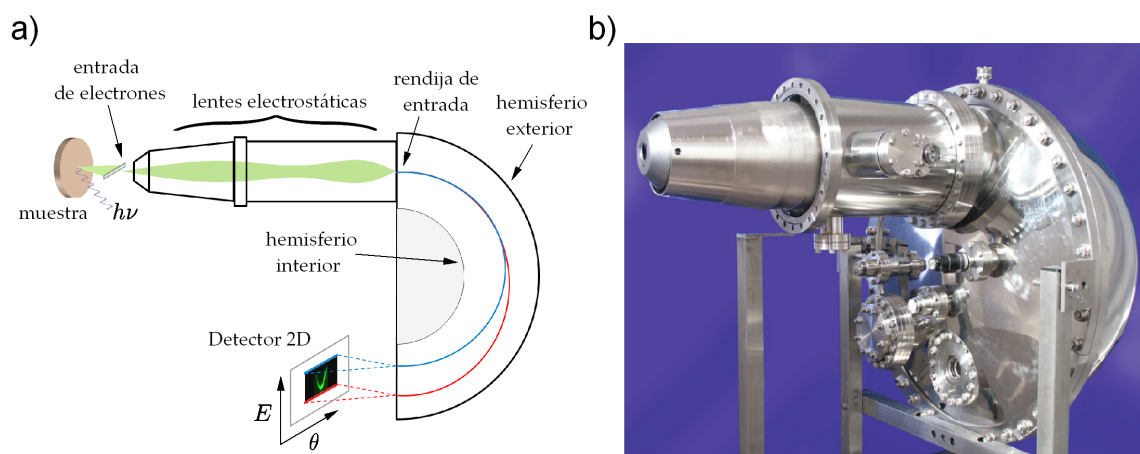 a)
entrada
de electrones
lentes electrostáticas
rendija de
entrada
hemisferio
exterior
muestra
hν
hemisferio
interior
Detector 2D
E
θ
b)